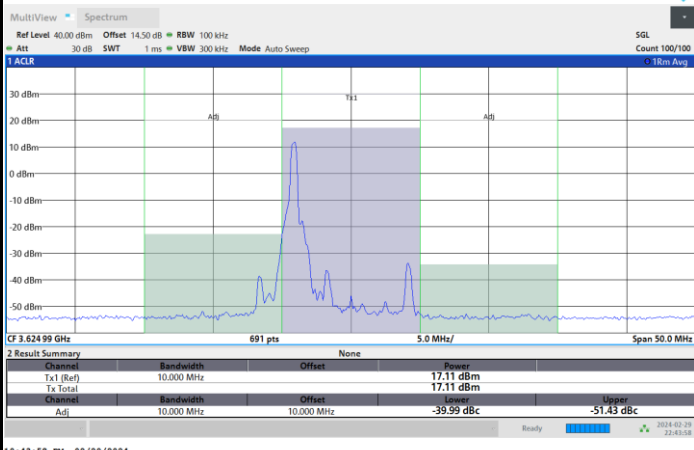 MultiView Spectrum
Ref Level 40.00 dBm Offset 14.50 dB RBW 100 kHz SGL
Att 30 dB SWT 1 ms VBW 300 kHz Mode Auto Sweep Count 100/100
1 ACLR 1Rm Avg
30 dBm
Tx1
20 dBm
Adj Adj
10 dBm
0 dBm
-10 dBm
-20 dBm
-30 dBm
-40 dBm
-50 dBm
CF 3.624 99 GHz 691 pts 5.0 MHz/ Span 50.0 MHz
2 Result Summary None
Channel Bandwidth Offset Power
Tx1 (Ref) 10.000 MHz 17.11 dBm
Tx Total 17.11 dBm
Channel Bandwidth Offset Lower Upper
Adj 10.000 MHz 10.000 MHz -39.99 dBc -51.43 dBc
Ready 2024-02-29
22:43:58